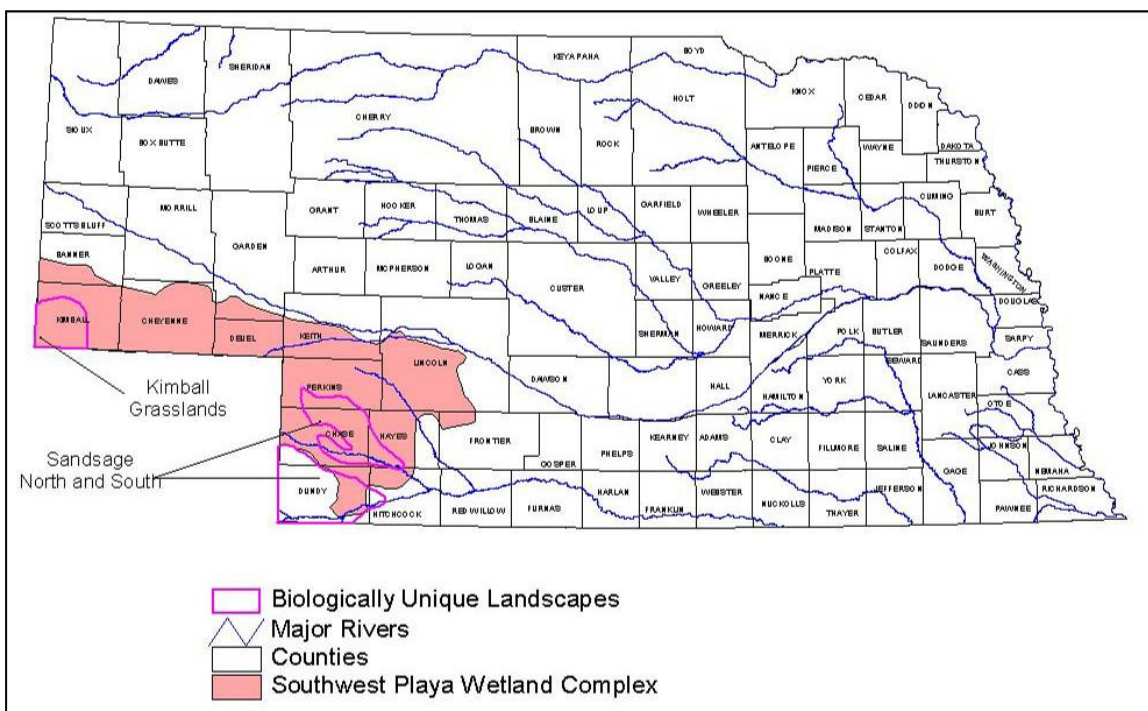 KEYA PAHA
BOYD
DAWES
SHERIDAN
KNOX
CEDAR
HOLT
CHERRY
SIOUX
BOX BUTTE
BROWN
ROCK
ANTELOPE
PIERCE
WAYNE
DAKOTA
THURSTON
CUMING
BURT
SCOTTS BLUFF
MORRILL
GRANT
HOOKER
THOMAS
BLAINE
LOUP
GARFIELD
WHEELER
MADISON
STANTON
BANNER
GARDEN
ARTHUR
MCPHERSON
LOGAN
CUSTER
VALLEY
GREELEY
BOONE
PLATTE
COLFAX
DODGE
WASHINGTON
NANCE
DOUGLAS
KIMBALL
CHEYENNE
DEUEL
KEITH
LINCOLN
SHERMAN
HOWARD
MERRICK
POLK
BUTLER
SAUNDERS
SARPY
SEWARD
CASS
PERKINS
DAWSON
HALL
HAMILTON
YORK
LANCASTER
OTOE
Kimball
Grasslands
CHASE
HAYES
FRONTIER
GOSPER
PHELPS
KEARNEY
ADAMS
CLAY
FILLMORE
SALINE
JOHNSON
NEMAHA
GAGE
Sandsage
North and South
DUNDY
HITCHCOCK
RED WILLOW
FURNAS
HARLAN
FRANKLIN
WEBSTER
NUCKOLLS
THAYER
JEFFERSON
PAWNEE
RICHARDSON
Biologically Unique Landscapes
Major Rivers
Counties
Southwest Playa Wetland Complex